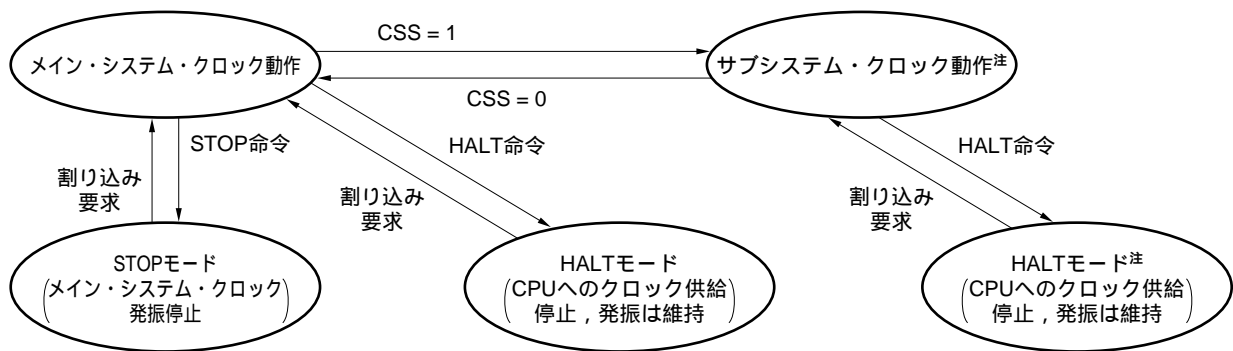 CSS = 1
メイン・システム・クロック動作
サブシステム・クロック動作注
CSS = 0
STOP命令
HALT命令
HALT命令
割り込み
要求
割り込み
要求
割り込み
要求
STOPモード
(メイン・システム・クロック)
発振停止
HALTモード
(CPUへのクロック供給)
停止，発振は維持
HALTモード注
(CPUへのクロック供給)
停止，発振は維持